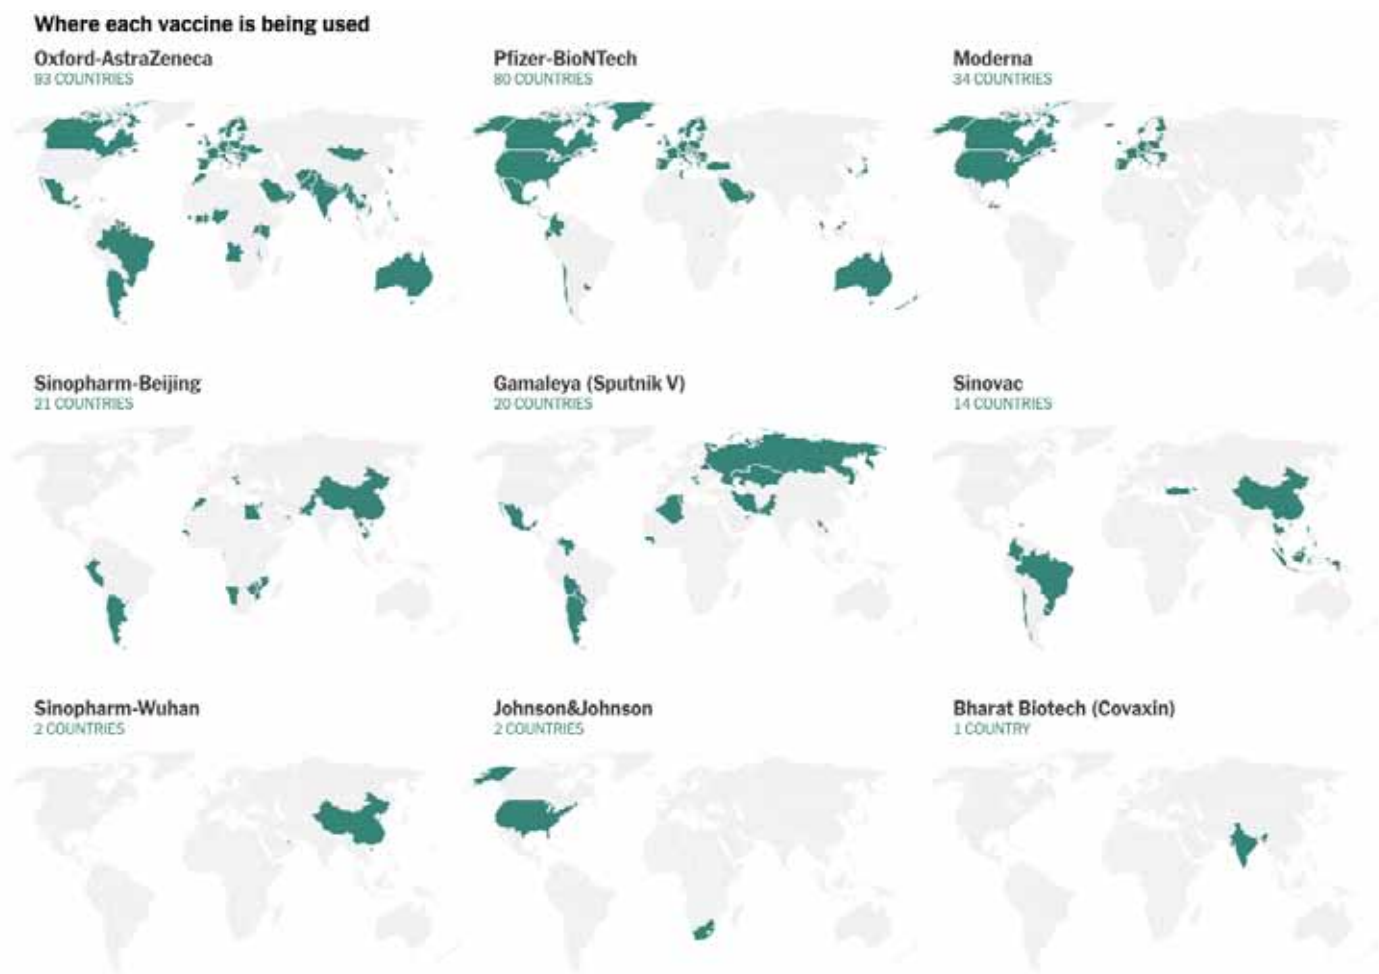 Where each vaccine is being used
Oxford-AstraZeneca
93 COUNTRIES
Pfizer-BioNTech
80 COUNTRIES
Moderna
34 COUNTRIES
Sinopharm-Beijing
21 COUNTRIES
Gamaleya (Sputnik V)
20 COUNTRIES
Sinovac
14 COUNTRIES
Sinopharm-Wuhan
2 COUNTRIES
Johnson&Johnson
2 COUNTRIES
Bharat Biotech (Covaxin)
1 COUNTRY